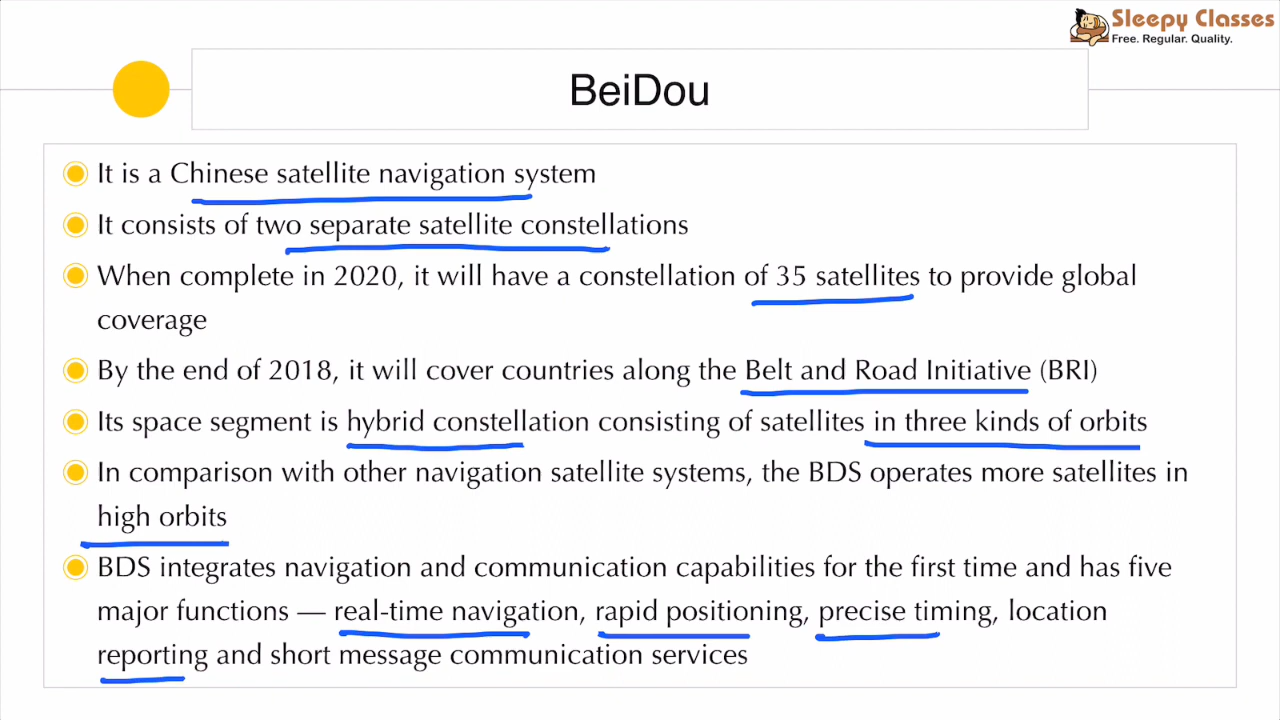 Sleepy Classes
Free. Regular. Quality.
BeiDou
It is a Chinese satellite navigation system
It consists of two separate satellite constellations
When complete in 2020, it will have a constellation of 35 satellites to provide global
coverage
By the end of 2018, it will cover countries along the Belt and Road Initiative (BRI)
Its space segment is hybrid constellation consisting of satellites in three kinds of orbits
In comparison with other navigation satellite systems, the BDS operates more satellites in
high orbits
BDS integrates navigation and communication capabilities for the first time and has five
major functions — real-time navigation, rapid positioning, precise timing, location
reporting and short message communication services